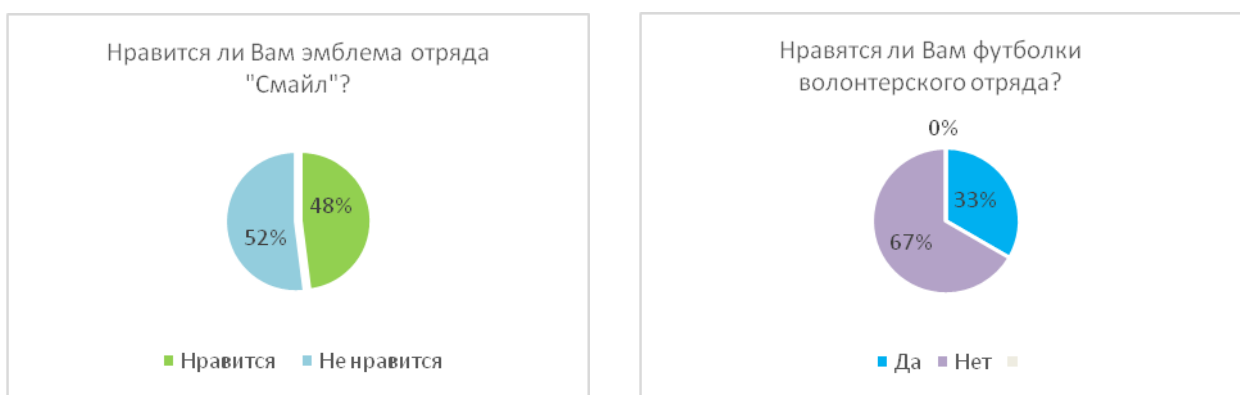 Нравится ли Вам эмблема отряда
"Смайл"?
48%
52%
Нравится Не нравится
Нравятся ли Вам футболки
волонтерского отряда?
0%
33%
67%
Да Нет